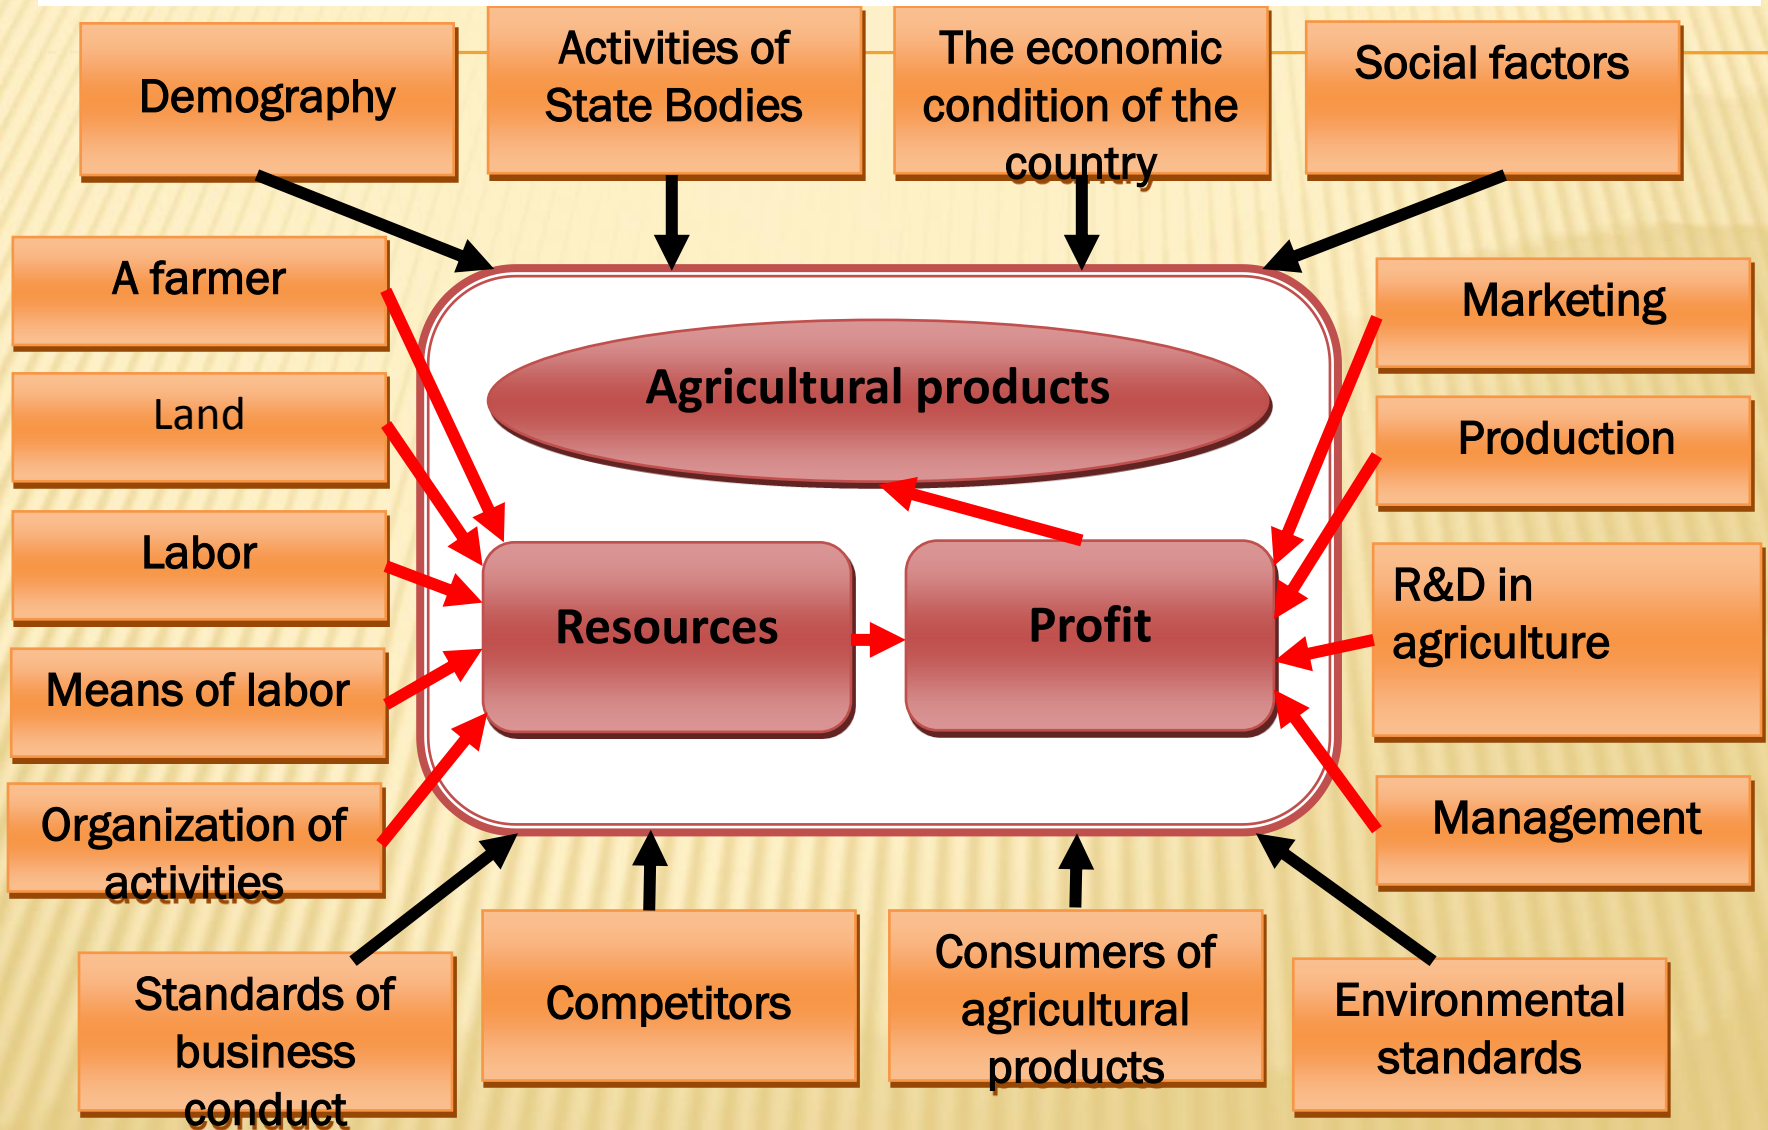 Demography
Activities of
State Bodies
The economic
condition of the
country
Social factors
A farmer
Land
Labor
Means of labor
Organization of
activities
Agricultural products
Resources
Profit
Marketing
Production
R&D in
agriculture
Management
Standards of
business
conduct
Competitors
Consumers of
agricultural
products
Environmental
standards